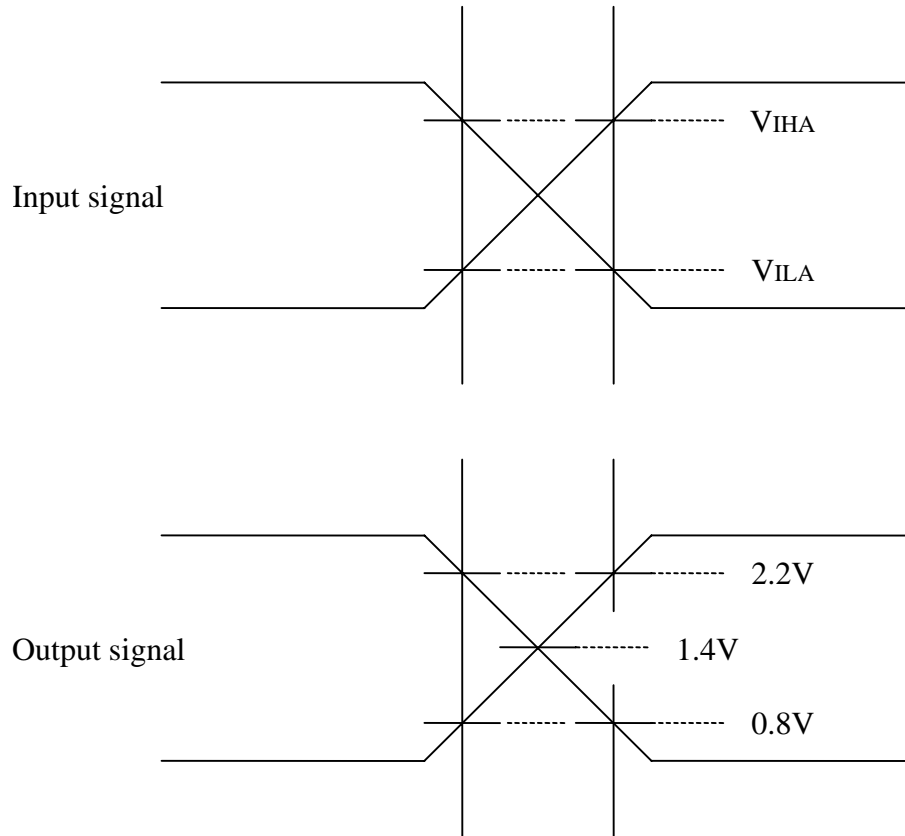 VIHA
Input signal
VILA
2.2V
Output signal
1.4V
0.8V